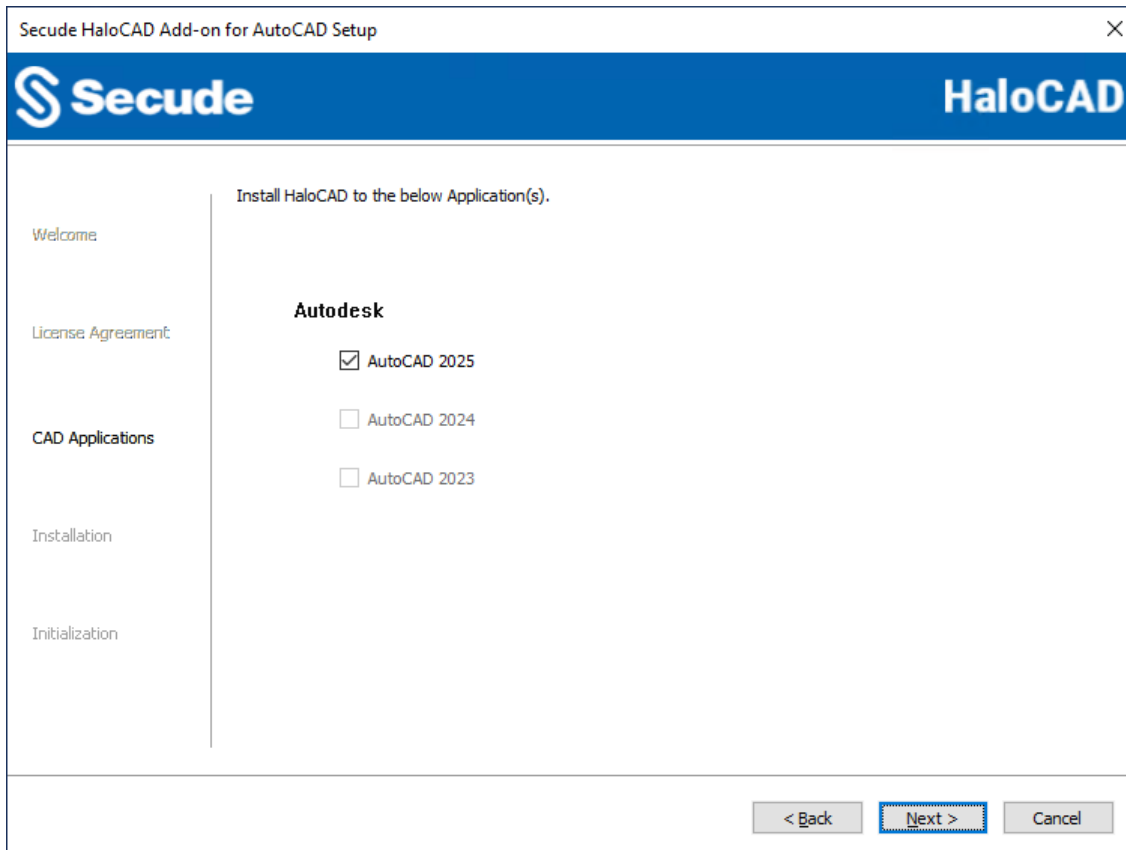 Secude HaloCAD Add-on for AutoCAD Setup
Secude HaloCAD
Install HaloCAD to the below Application(s).
Welcome
License Agreement
CAD Applications
Installation
Initialization
Autodesk
AutoCAD 2025
AutoCAD 2024
AutoCAD 2023
< Back Next > Cancel